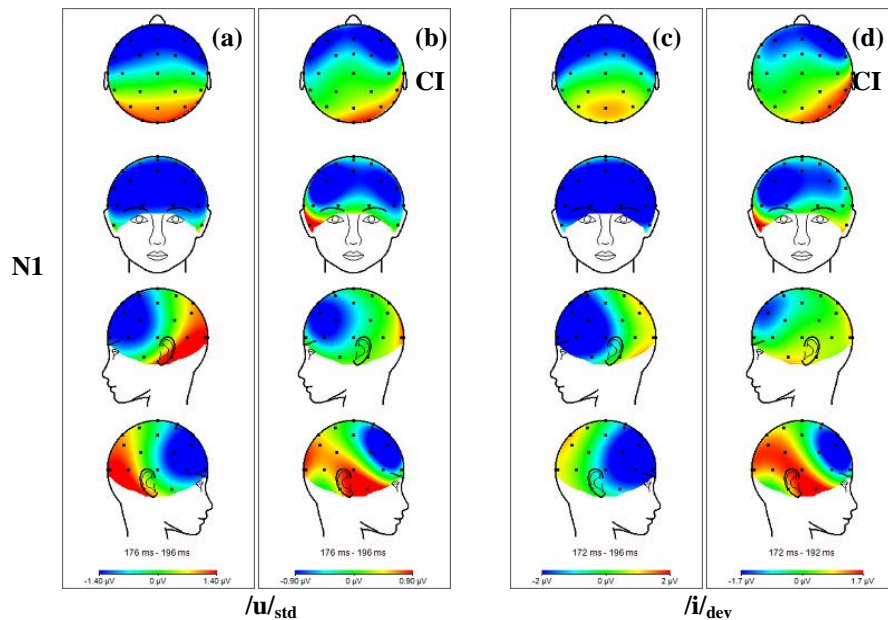 (a) (b) (c) (d)
CI CI
N1
176 ms - 196 ms 176 ms - 196 ms 172 ms - 196 ms 172 ms - 192 ms
-1.40 µV 0 µV 1.40 µV -0.90 µV 0 µV 0.90 µV -2 µV 0 µV 2 µV -1.7 µV 0 µV 1.7 µV
/u/std /i/dev